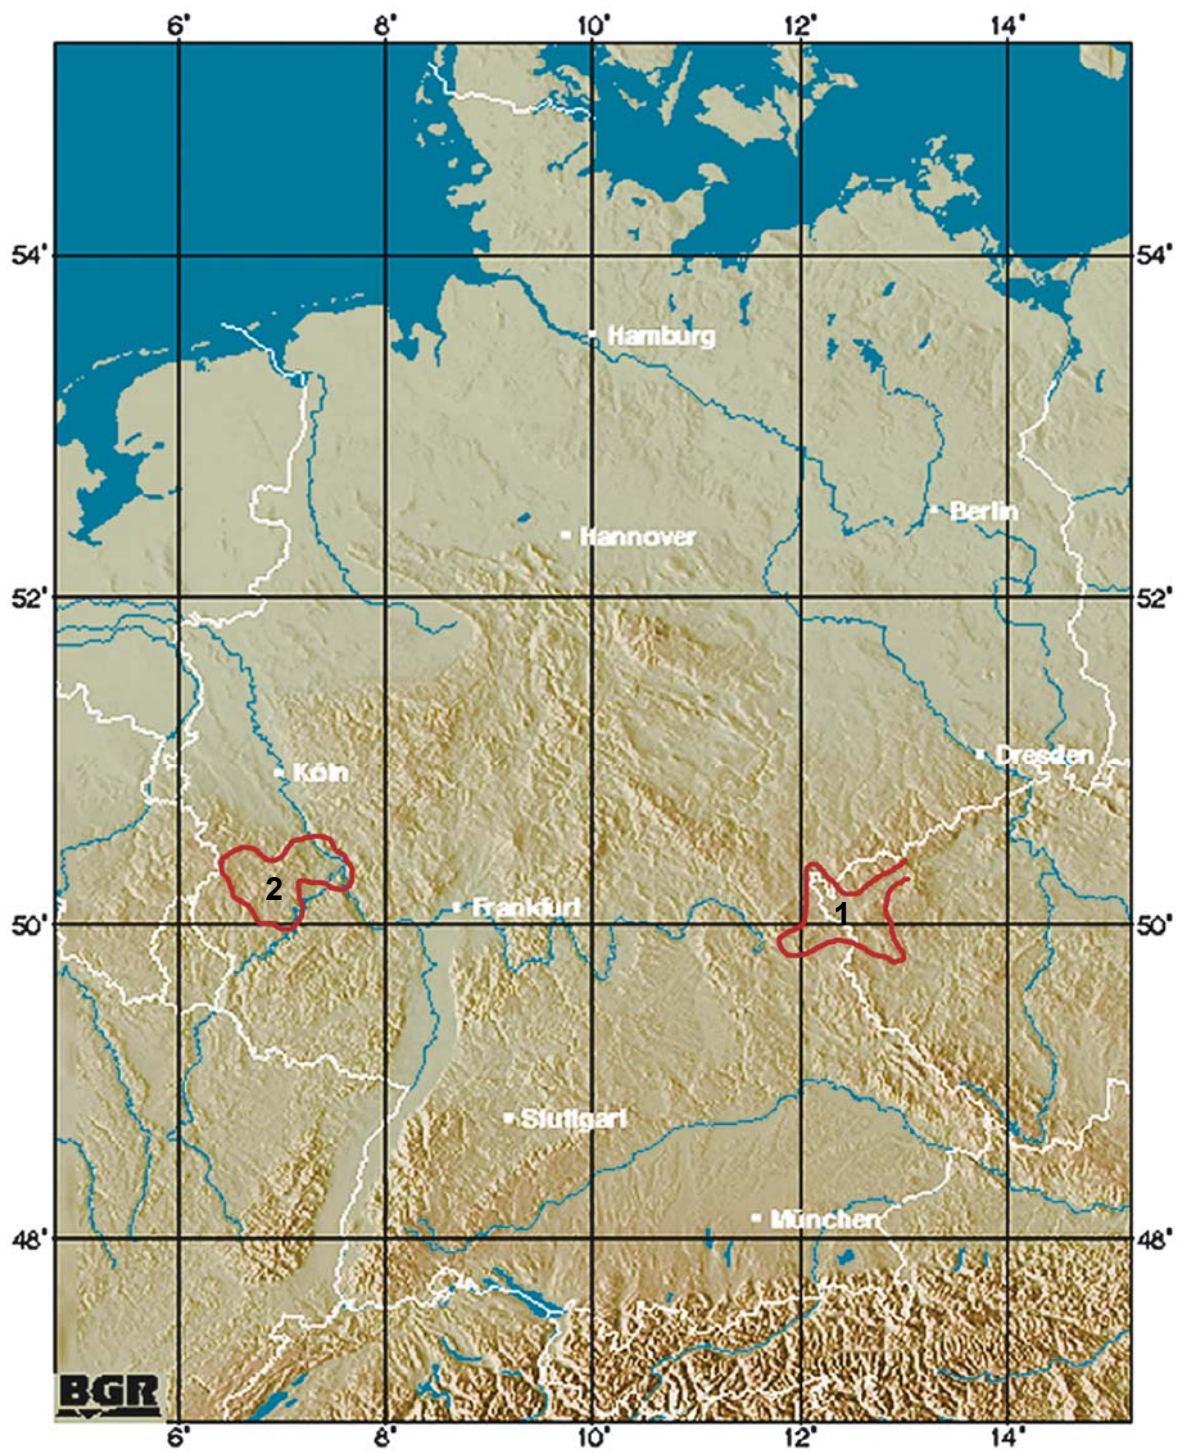 6° 8° 10° 12° 14°
54° 54°
Hamburg
Berlin
Hannover
52° 52°
Dresden
Köln
2
Frankfurt
1
50° 50°
Stuttgart
München
48° 48°
BGR
6° 8° 10° 12° 14°